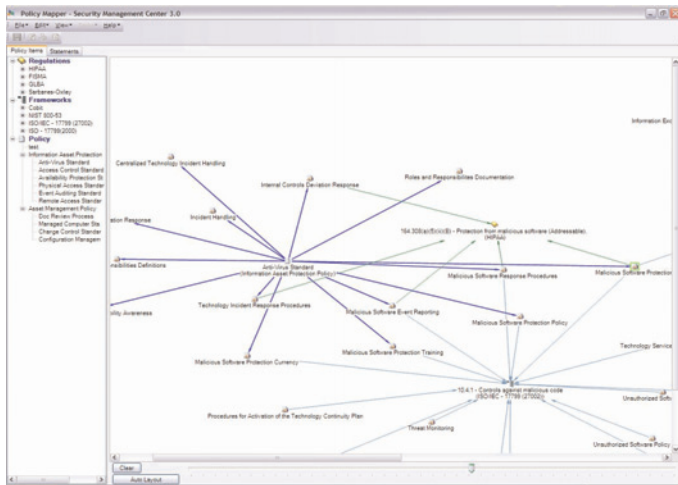 Policy Mapper - Security Management Center 3.0
File Edit View Help
Policy Items Statements
Regulations
HIPAA
FISMA
GLBA
Sarbanes-Oxley
Frameworks
NIST 800-53
ISO/IEC - 17799 (27002)
ISO - 17799(2000)
Policy
test
Information Asset Protection
Anti-Virus Standard
Access Control Standard
Availability Protection St
Physical Access Standar
Event Auditing Standard
Remote Access Standar
Asset Management Policy
Doc Review Process
Managed Computer Sta
Change Control Standar
Configuration Managem
Information Exc
Centralized Technology Incident Handling
Internal Controls Deviation Response
Roles and Responsibilities Documentation
Incident Handling
ation Response
164.308(a)(5)(ii)(B) - Protection from malicious software (Addressable).
(HIPAA)
nsibilities Definitions
Anti-Virus Standard
(Information Asset Protection Policy)
Malicious Software Response Procedures
Malicious Software Protection
Technology Incident Response Procedures
Malicious Software Event Reporting
Malicious Software Protection Policy
ility Awareness
Malicious Software Protection Currency
Malicious Software Protection Training
Technology Service
10.4.1 - Controls against malicious code
(ISO/IEC - 17799 (27002))
Unauthorized Softw
Procedures for Activation of the Technology Continuity Plan
Threat Monitoring
Unauthorized Software Policy
Clear
Auto Layout